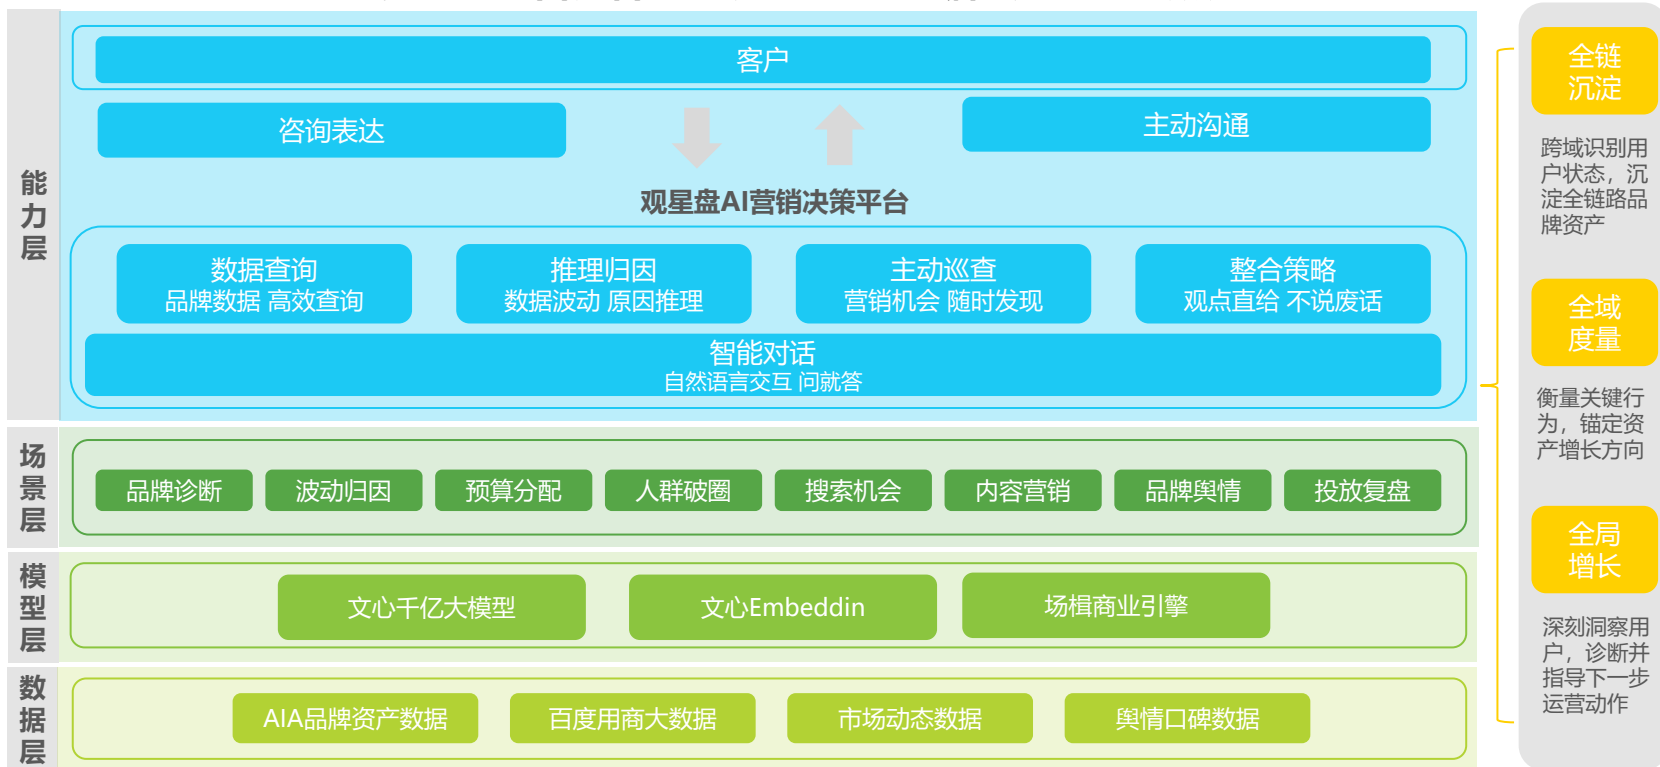 能力层
客户
咨询表达
主动沟通
观星盘AI营销决策平台
数据查询
品牌数据 高效查询
推理归因
数据波动 原因推理
主动巡查
营销机会 随时发现
整合策略
观点直给 不说废话
智能对话
自然语言交互 问就答
场景层
品牌诊断
波动归因
预算分配
人群破圈
搜索机会
内容营销
品牌舆情
投放复盘
模型层
文心千亿大模型
文心Embeddin
场楫商业引擎
数据层
AIA品牌资产数据
百度用商大数据
市场动态数据
舆情口碑数据
全链
沉淀
跨域识别用
户状态，沉
淀全链路品
牌资产
全域
度量
衡量关键行
为，锚定资
产增长方向
全局
增长
深刻洞察用
户，诊断并
指导下一步
运营动作